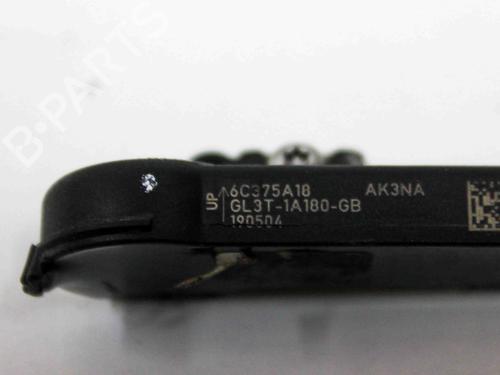 B·PARTS
UP
6C375A18 AK3NA
GL3T-1A180-GB
190504